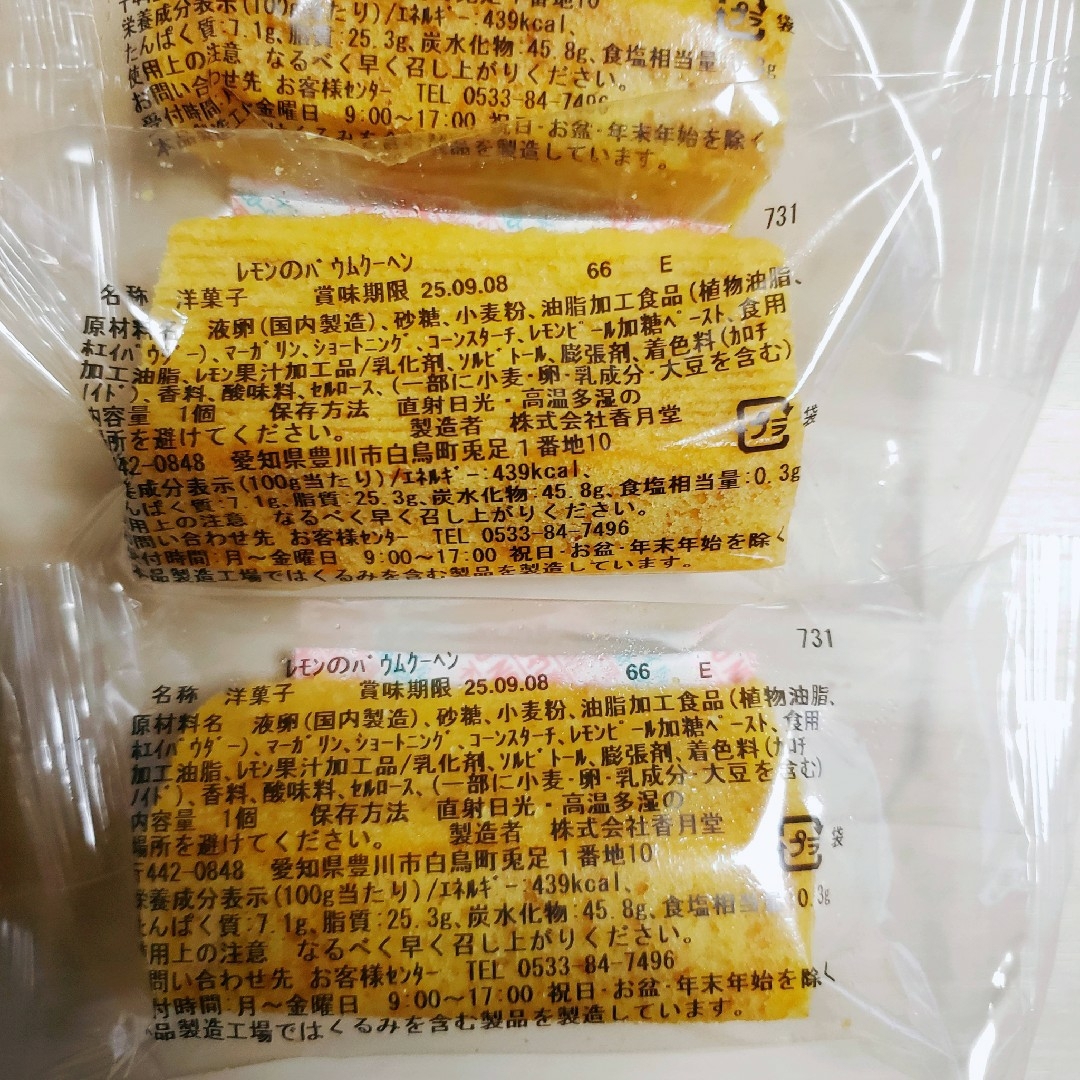 番地10
栄養成分表示(100g当たり)/ｴﾈﾙｷﾞｰ:439kcal、
たんぱく質:7.1g、脂質:25.3g、炭水化物:45.8g、食塩相当量
袋
使用上の注意 なるべく早く召し上がりください。
お問い合わせ先 お客様ｾﾝﾀｰ TEL 0533-84-7496
受付時間:月〜金曜日 9:00〜17:00 祝日・お盆・年末年始を除く
本品製造工場ではくるみを含む製品を製造しています。
731
ﾚﾓﾝのﾊﾞｳﾑｸｰﾍﾝ 66 E
名称 洋菓子 賞味期限 25.09.08
原材料名 液卵(国内製造)、砂糖、小麦粉、油脂加工食品(植物油脂、
ﾎｴｲﾊﾟｳﾀﾞｰ)、ﾏｰｶﾞﾘﾝ、ｼｮｰﾄﾆﾝｸﾞ、ｺｰﾝｽﾀｰﾁ、ﾚﾓﾝﾋﾟｰﾙ加糖ﾍﾟｰｽﾄ、食用
加工油脂、ﾚﾓﾝ果汁加工品/乳化剤、ｿﾙﾋﾞﾄｰﾙ、膨張剤、着色料(ｶﾛﾁ
ﾉｲﾄﾞ)、香料、酸味料、ｾﾙﾛｰｽ、(一部に小麦・卵・乳成分・大豆を含む)
内容量 1個 保存方法 直射日光・高温多湿の
所を避けてください。 製造者 株式会社香月堂
42-0848 愛知県豊川市白鳥町兎足１番地10
袋
成分表示(100g当たり)/ｴﾈﾙｷﾞｰ:439kcal、
んぱく質:7.1g、脂質:25.3g、炭水化物:45.8g、食塩相当量:0.3g
用上の注意 なるべく早く召し上がりください。
問い合わせ先 お客様ｾﾝﾀｰ TEL 0533-84-7496
付時間:月〜金曜日 9:00〜17:00 祝日・お盆・年末年始を除く
品製造工場ではくるみを含む製品を製造しています。
731
ﾚﾓﾝのﾊﾞｳﾑｸｰﾍﾝ 66 E
名称 洋菓子 賞味期限 25.09.08
原材料名 液卵(国内製造)、砂糖、小麦粉、油脂加工食品(植物油脂、
ﾎｴｲﾊﾟｳﾀﾞｰ)、ﾏｰｶﾞﾘﾝ、ｼｮｰﾄﾆﾝｸﾞ、ｺｰﾝｽﾀｰﾁ、ﾚﾓﾝﾋﾟｰﾙ加糖ﾍﾟｰｽﾄ、食用
加工油脂、ﾚﾓﾝ果汁加工品/乳化剤、ｿﾙﾋﾞﾄｰﾙ、膨張剤、着色料(ｶﾛﾁ
ﾉｲﾄﾞ)、香料、酸味料、ｾﾙﾛｰｽ、(一部に小麦・卵・乳成分・大豆を含む)
内容量 1個 保存方法 直射日光・高温多湿の
場所を避けてください。 製造者 株式会社香月堂
〒442-0848 愛知県豊川市白鳥町兎足１番地10
プラ 袋
栄養成分表示(100g当たり)/ｴﾈﾙｷﾞｰ:439kcal、
たんぱく質:7.1g、脂質:25.3g、炭水化物:45.8g、食塩相当量:0.3g
用上の注意 なるべく早く召し上がりください。
問い合わせ先 お客様ｾﾝﾀｰ TEL 0533-84-7496
付時間:月〜金曜日 9:00〜17:00 祝日・お盆・年末年始を除く
品製造工場ではくるみを含む製品を製造しています。